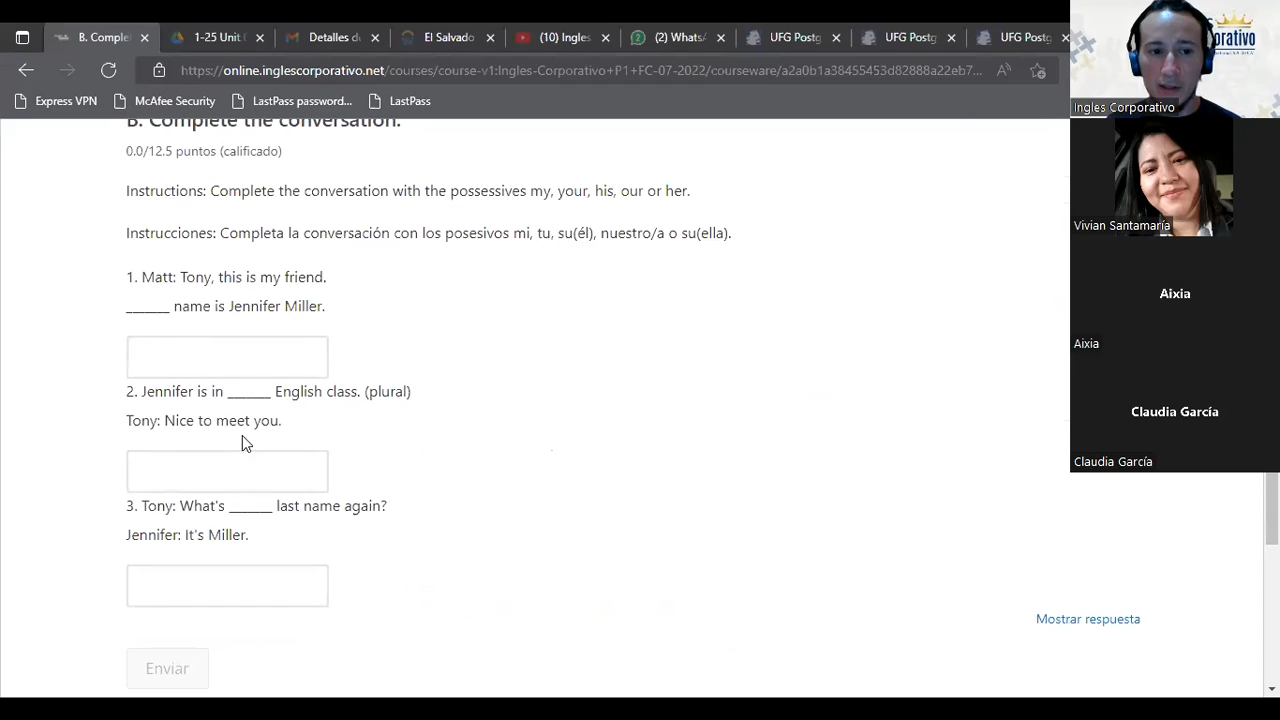 B. Complet
1-25 Unit
Detalles de
El Salvado
(10) Ingles
(2) Whats
UFG Postg
UFG Postg
UFG Postg
https://online.inglescorporativo.net/courses/course-v1:Ingles-Corporativo+P1+FC-07-2022/courseware/a2a0b1a38455453d82888a22eb7...
Express VPN
McAfee Security
LastPass password...
LastPass
B. Complete the conversation.
0.0/12.5 puntos (calificado)
Instructions: Complete the conversation with the possessives my, your, his, our or her.
Instrucciones: Completa la conversación con los posesivos mi, tu, su(él), nuestro/a o su(ella).
1. Matt: Tony, this is my friend.
______ name is Jennifer Miller.
2. Jennifer is in ______ English class. (plural)
Tony: Nice to meet you.
3. Tony: What's ______ last name again?
Jennifer: It's Miller.
Mostrar respuesta
Enviar
orativo
Ingles Corporativo
Vivian Santamaría
Aixia
Aixia
Claudia García
Claudia García